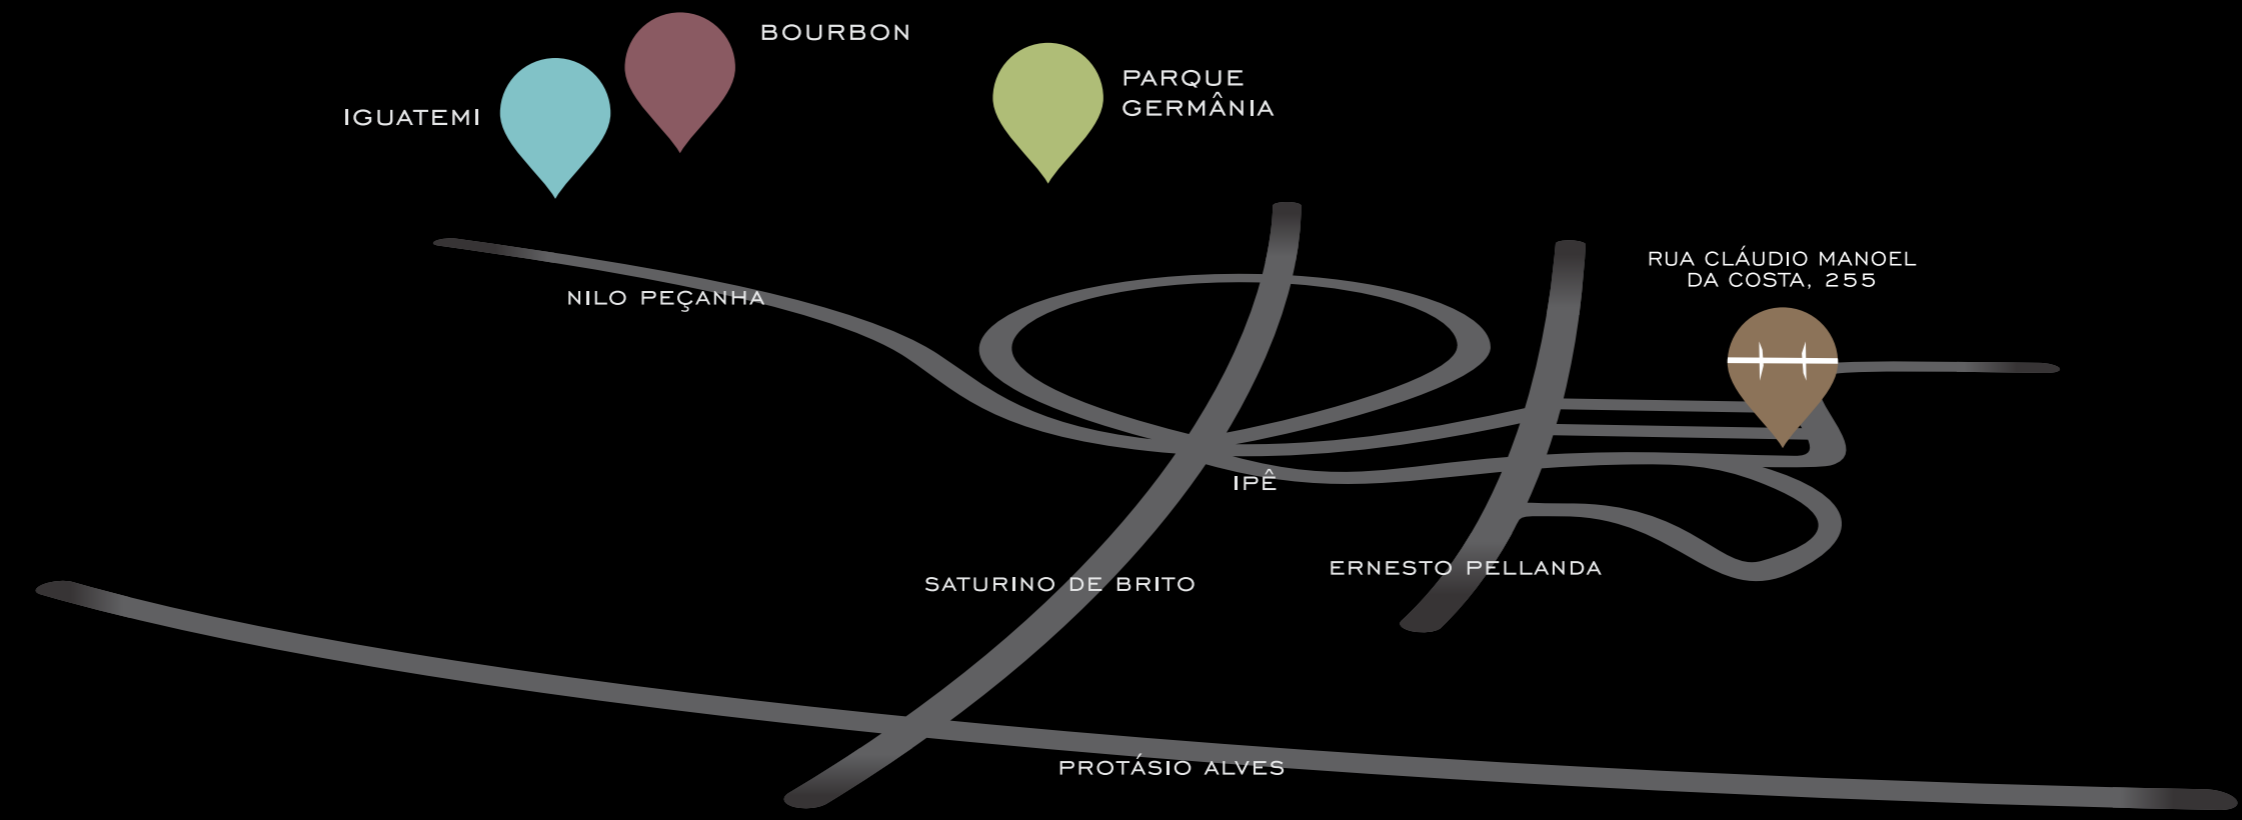 BOURBON
IGUATEMI
PARQUE
GERMÂNIA
RUA CLÁUDIO MANOEL
DA COSTA, 255
NILO PEÇANHA
IPÊ
ERNESTO PELLANDA
SATURINO DE BRITO
PROTÁSIO ALVES